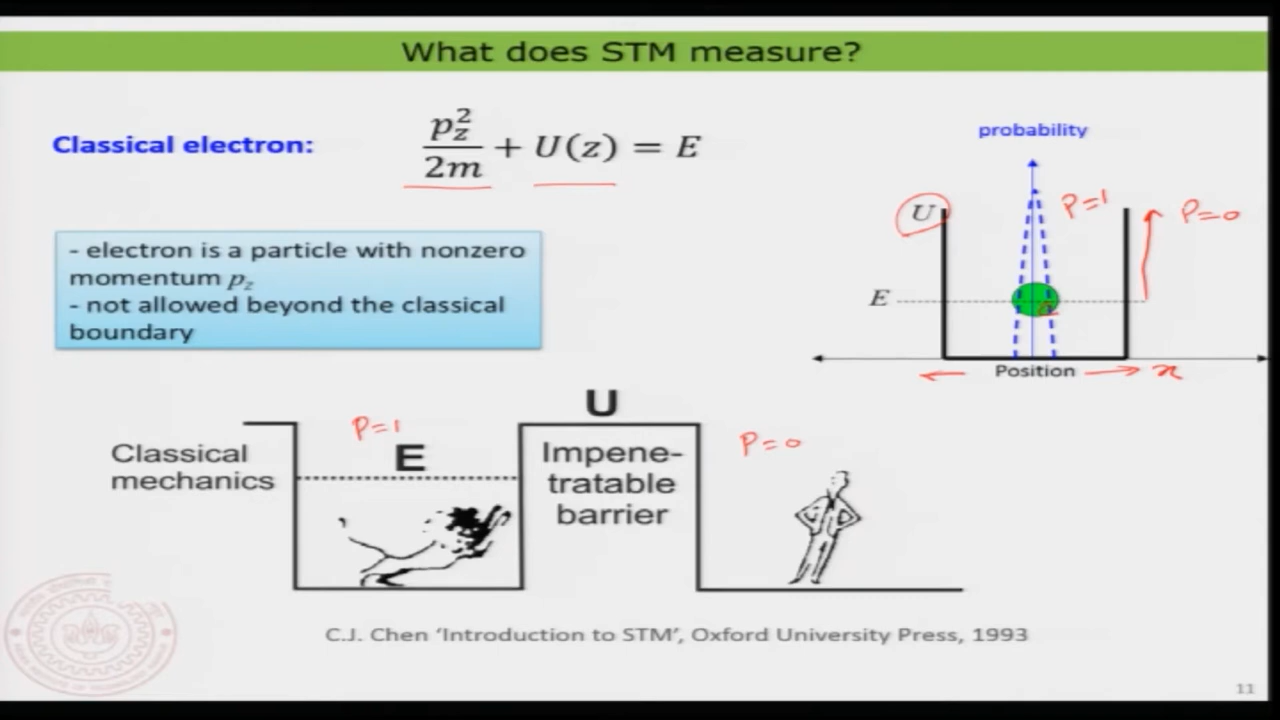 What does STM measure?
Classical electron:
p_z^2/2m + U(z) = E
- electron is a particle with nonzero
momentum p_z
- not allowed beyond the classical
boundary
probability
U
P=1
P=0
E
Position
x
U
P=1
P=0
Classical
mechanics
E
Impene-
tratable
barrier
C.J. Chen 'Introduction to STM', Oxford University Press, 1993
11